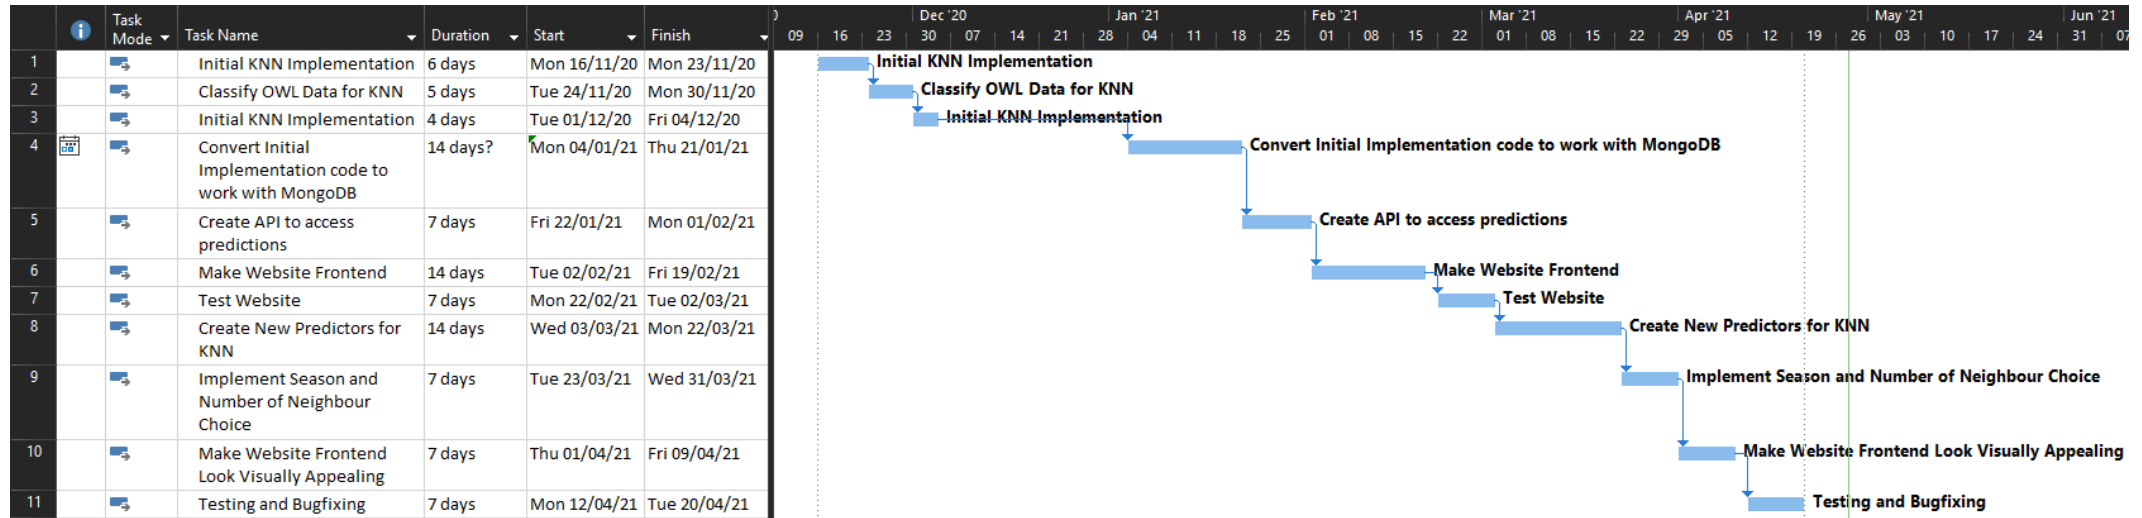 Task Mode Task Name Duration Start Finish
1 Initial KNN Implementation 6 days Mon 16/11/20 Mon 23/11/20
2 Classify OWL Data for KNN 5 days Tue 24/11/20 Mon 30/11/20
3 Initial KNN Implementation 4 days Tue 01/12/20 Fri 04/12/20
4 Convert Initial 14 days? Mon 04/01/21 Thu 21/01/21
Implementation code to
work with MongoDB
5 Create API to access 7 days Fri 22/01/21 Mon 01/02/21
predictions
6 Make Website Frontend 14 days Tue 02/02/21 Fri 19/02/21
7 Test Website 7 days Mon 22/02/21 Tue 02/03/21
8 Create New Predictors for 14 days Wed 03/03/21 Mon 22/03/21
KNN
9 Implement Season and 7 days Tue 23/03/21 Wed 31/03/21
Number of Neighbour
Choice
10 Make Website Frontend 7 days Thu 01/04/21 Fri 09/04/21
Look Visually Appealing
11 Testing and Bugfixing 7 days Mon 12/04/21 Tue 20/04/21
Dec '20 Jan '21 Feb '21 Mar '21 Apr '21 May '21 Jun '21
09 16 23 30 07 14 21 28 04 11 18 25 01 08 15 22 01 08 15 22 29 05 12 19 26 03 10 17 24 31 07
Initial KNN Implementation
Classify OWL Data for KNN
Initial KNN Implementation
Convert Initial Implementation code to work with MongoDB
Create API to access predictions
Make Website Frontend
Test Website
Create New Predictors for KNN
Implement Season and Number of Neighbour Choice
Make Website Frontend Look Visually Appealing
Testing and Bugfixing